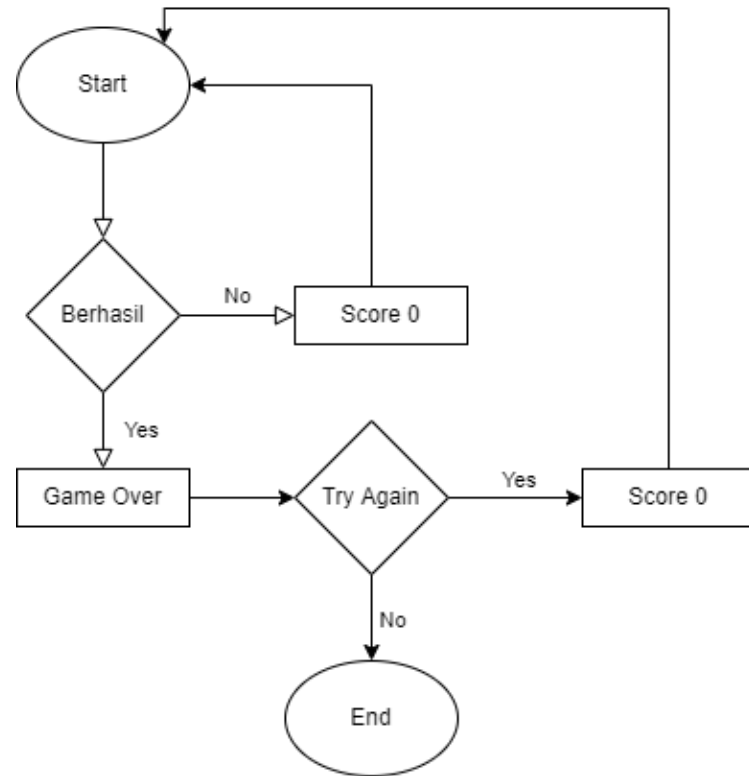 Start
Berhasil
No
Score 0
Yes
Game Over
Try Again
Yes
Score 0
No
End